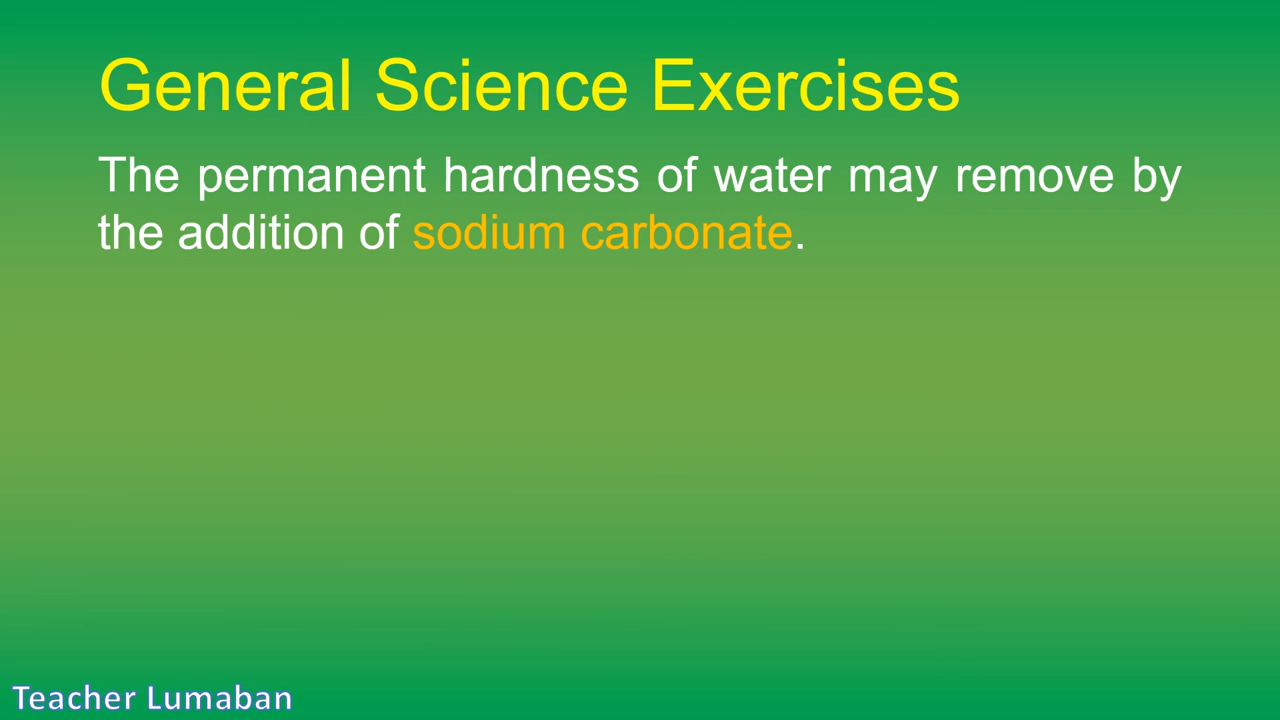 General Science Exercises
The permanent hardness of water may remove by
the addition of sodium carbonate.
Teacher Lumaban